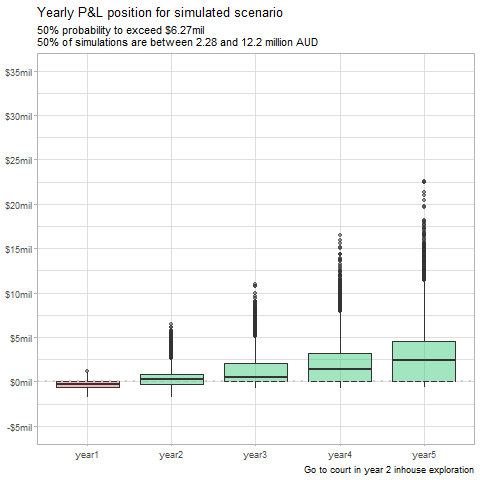 Yearly P&L position for simulated scenario
50% probability to exceed $6.27mil
50% of simulations are between 2.28 and 12.2 million AUD
$35mil
$30mil
$25mil
$20mil
$15mil
$10mil
$5mil
$0mil
-$5mil
year1 year2 year3 year4 year5
Go to court in year 2 inhouse exploration